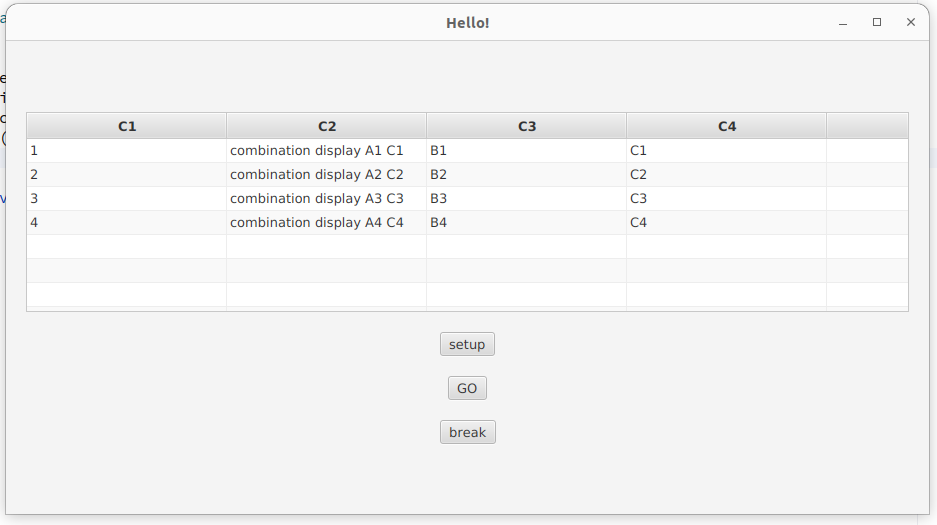 Hello!
C1 C2 C3 C4
1 combination display A1 C1 B1 C1
2 combination display A2 C2 B2 C2
3 combination display A3 C3 B3 C3
4 combination display A4 C4 B4 C4
setup
GO
break